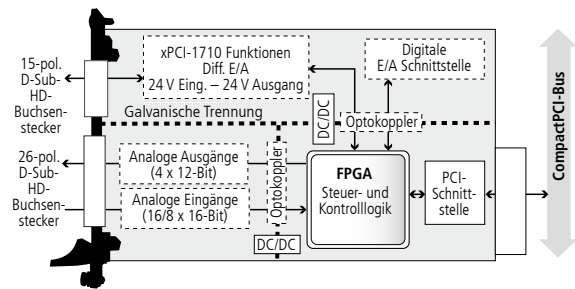 15-pol.
D-Sub-
HD-
Buchsen-
stecker
xPCI-1710 Funktionen
Diff. E/A
24 V Eing. – 24 V Ausgang
Digitale
E/A Schnittstelle
DC/DC
Galvanische Trennung
Optokoppler
26-pol.
D-Sub-
HD-
Buchsen-
stecker
Analoge Ausgänge
(4 x 12-Bit)
Analoge Eingänge
(16/8 x 16-Bit)
Optokoppler
DC/DC
FPGA
Steuer- und
Kontrolllogik
PCI-
Schnitt-
stelle
CompactPCI-Bus